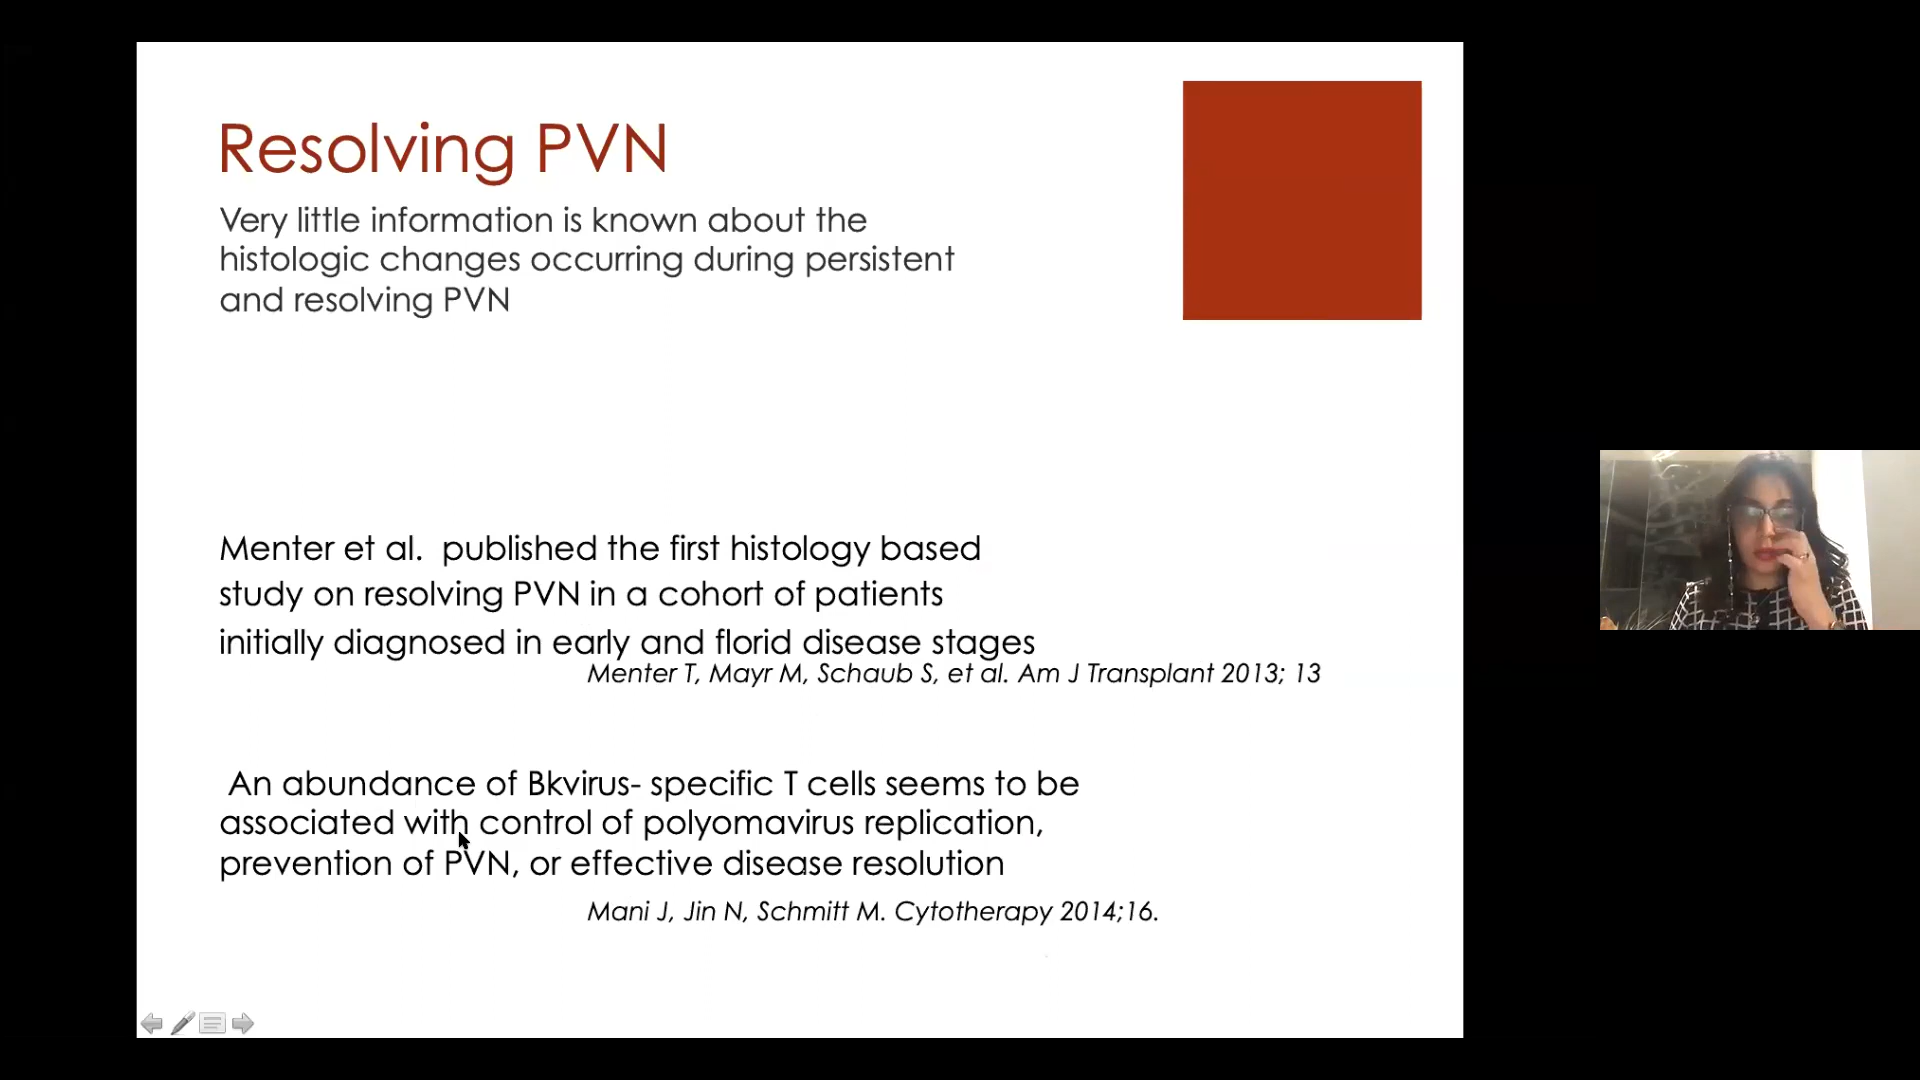 Resolving PVN
Very little information is known about the
histologic changes occurring during persistent
and resolving PVN
Menter et al.  published the first histology based
study on resolving PVN in a cohort of patients
initially diagnosed in early and florid disease stages
Menter T, Mayr M, Schaub S, et al. Am J Transplant 2013; 13
An abundance of Bkvirus- specific T cells seems to be
associated with control of polyomavirus replication,
prevention of PVN, or effective disease resolution
Mani J, Jin N, Schmitt M. Cytotherapy 2014;16.